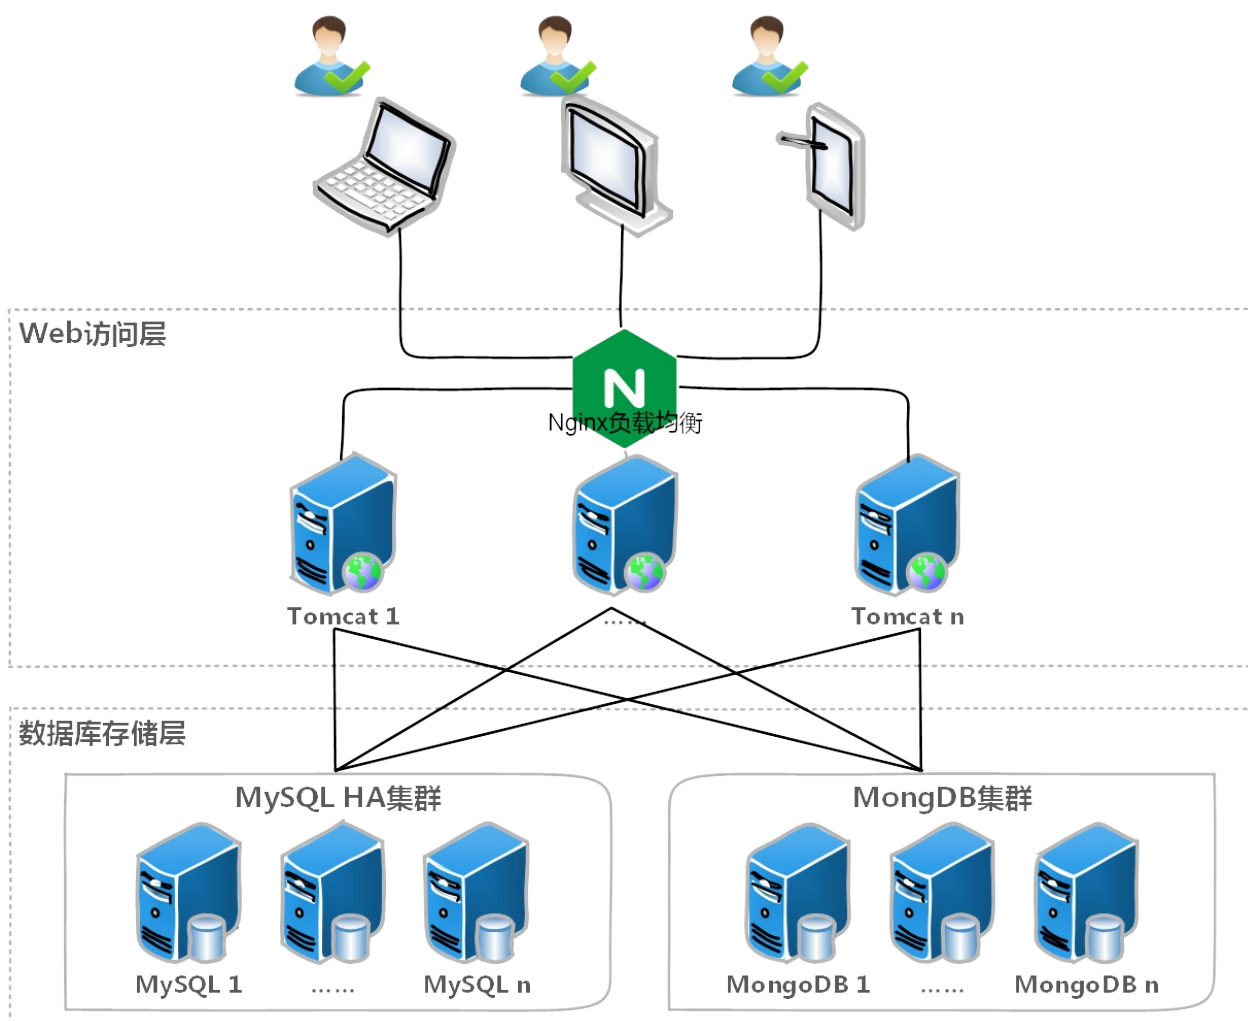 Web访问层
N
Nginx负载均衡
Tomcat 1
……
Tomcat n
数据库存储层
MySQL HA集群
MySQL 1
……
MySQL n
MongDB集群
MongoDB 1
……
MongoDB n